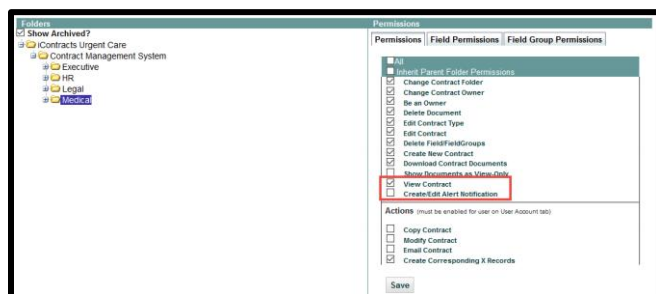 Folders
Show Archived?
iContracts Urgent Care
Contract Management System
Executive
HR
Legal
Medical
Permissions
Permissions
Field Permissions
Field Group Permissions
All
Inherit Parent Folder Permissions
Change Contract Folder
Change Contract Owner
Be an Owner
Delete Document
Edit Contract Type
Edit Contract
Delete Field/FieldGroups
Create New Contract
Download Contract Documents
Show Documents as View-Only
View Contract
Create/Edit Alert Notification
Actions (must be enabled for user on User Account tab)
Copy Contract
Modify Contract
Email Contract
Create Corresponding X Records
Save